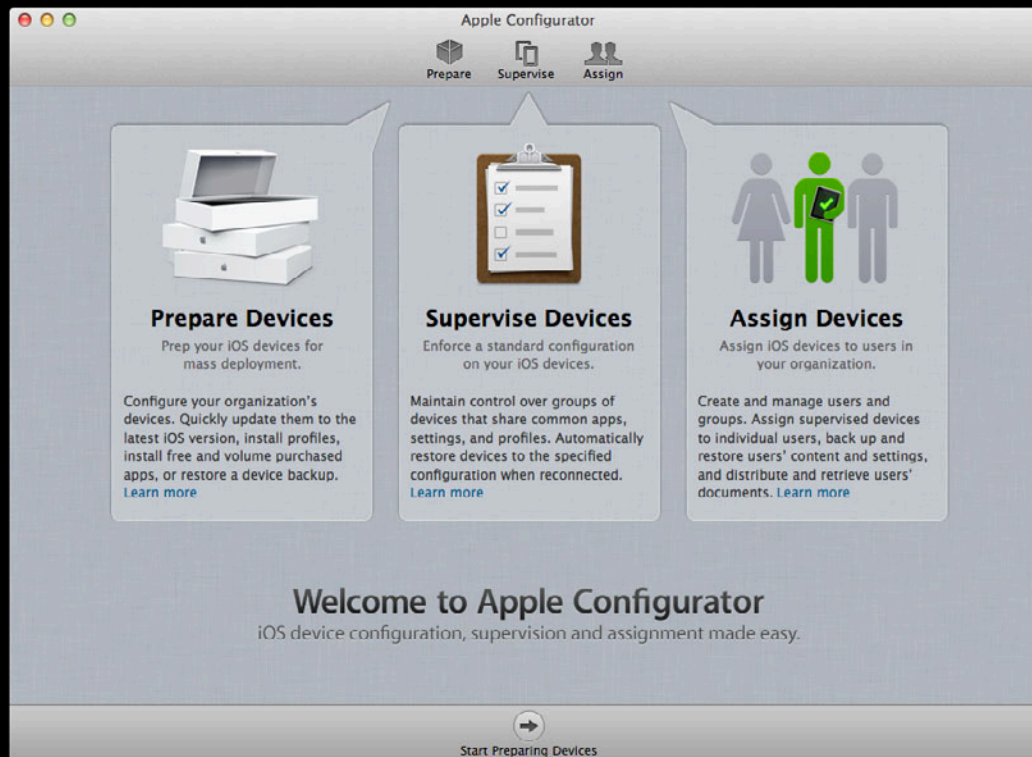 Apple Configurator
Prepare
Supervise
Assign
Prepare Devices
Prep your iOS devices for
mass deployment.
Configure your organization's
devices. Quickly update them to the
latest iOS version, install profiles,
install free and volume purchased
apps, or restore a device backup.
Learn more
Supervise Devices
Enforce a standard configuration
on your iOS devices.
Maintain control over groups of
devices that share common apps,
settings, and profiles. Automatically
restore devices to the specified
configuration when reconnected.
Learn more
Assign Devices
Assign iOS devices to users in
your organization.
Create and manage users and
groups. Assign supervised devices
to individual users, back up and
restore users' content and settings,
and distribute and retrieve users'
documents. Learn more
Welcome to Apple Configurator
iOS device configuration, supervision and assignment made easy.
Start Preparing Devices